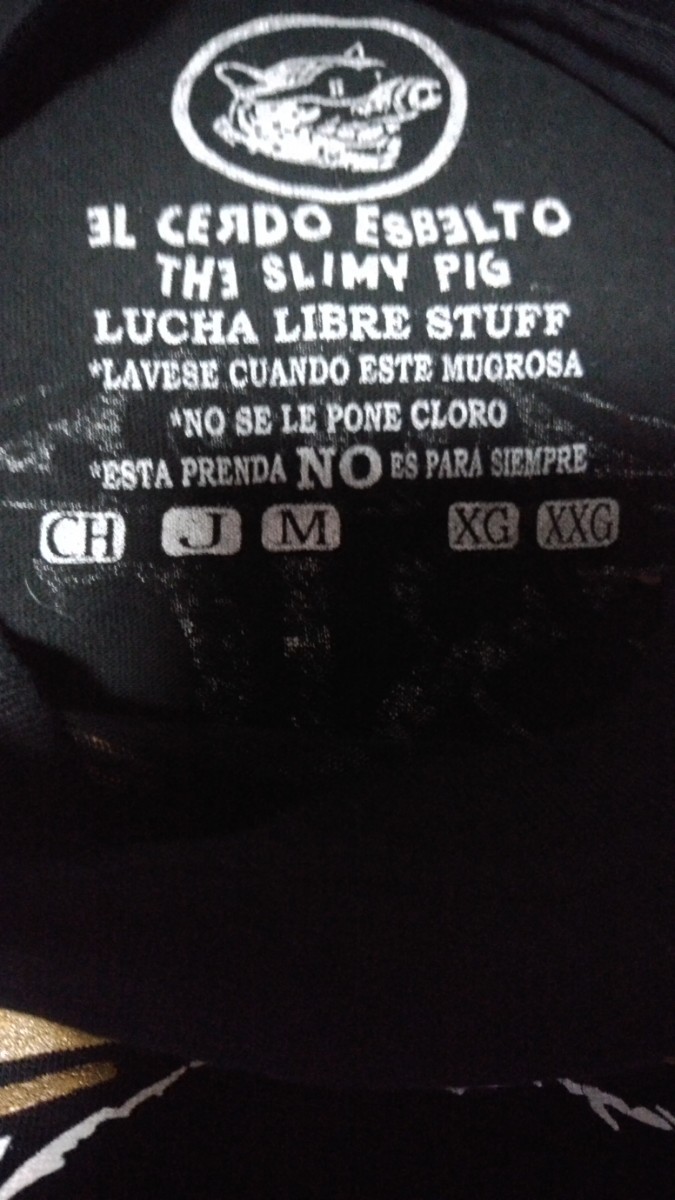 EL CERDO ESBELTO
THE SLIMY PIG
LUCHA LIBRE STUFF
*LAVESE CUANDO ESTE MUGROSA
*NO SE LE PONE CLORO
*ESTA PRENDA NO ES PARA SIEMPRE
CH J M XG XXG